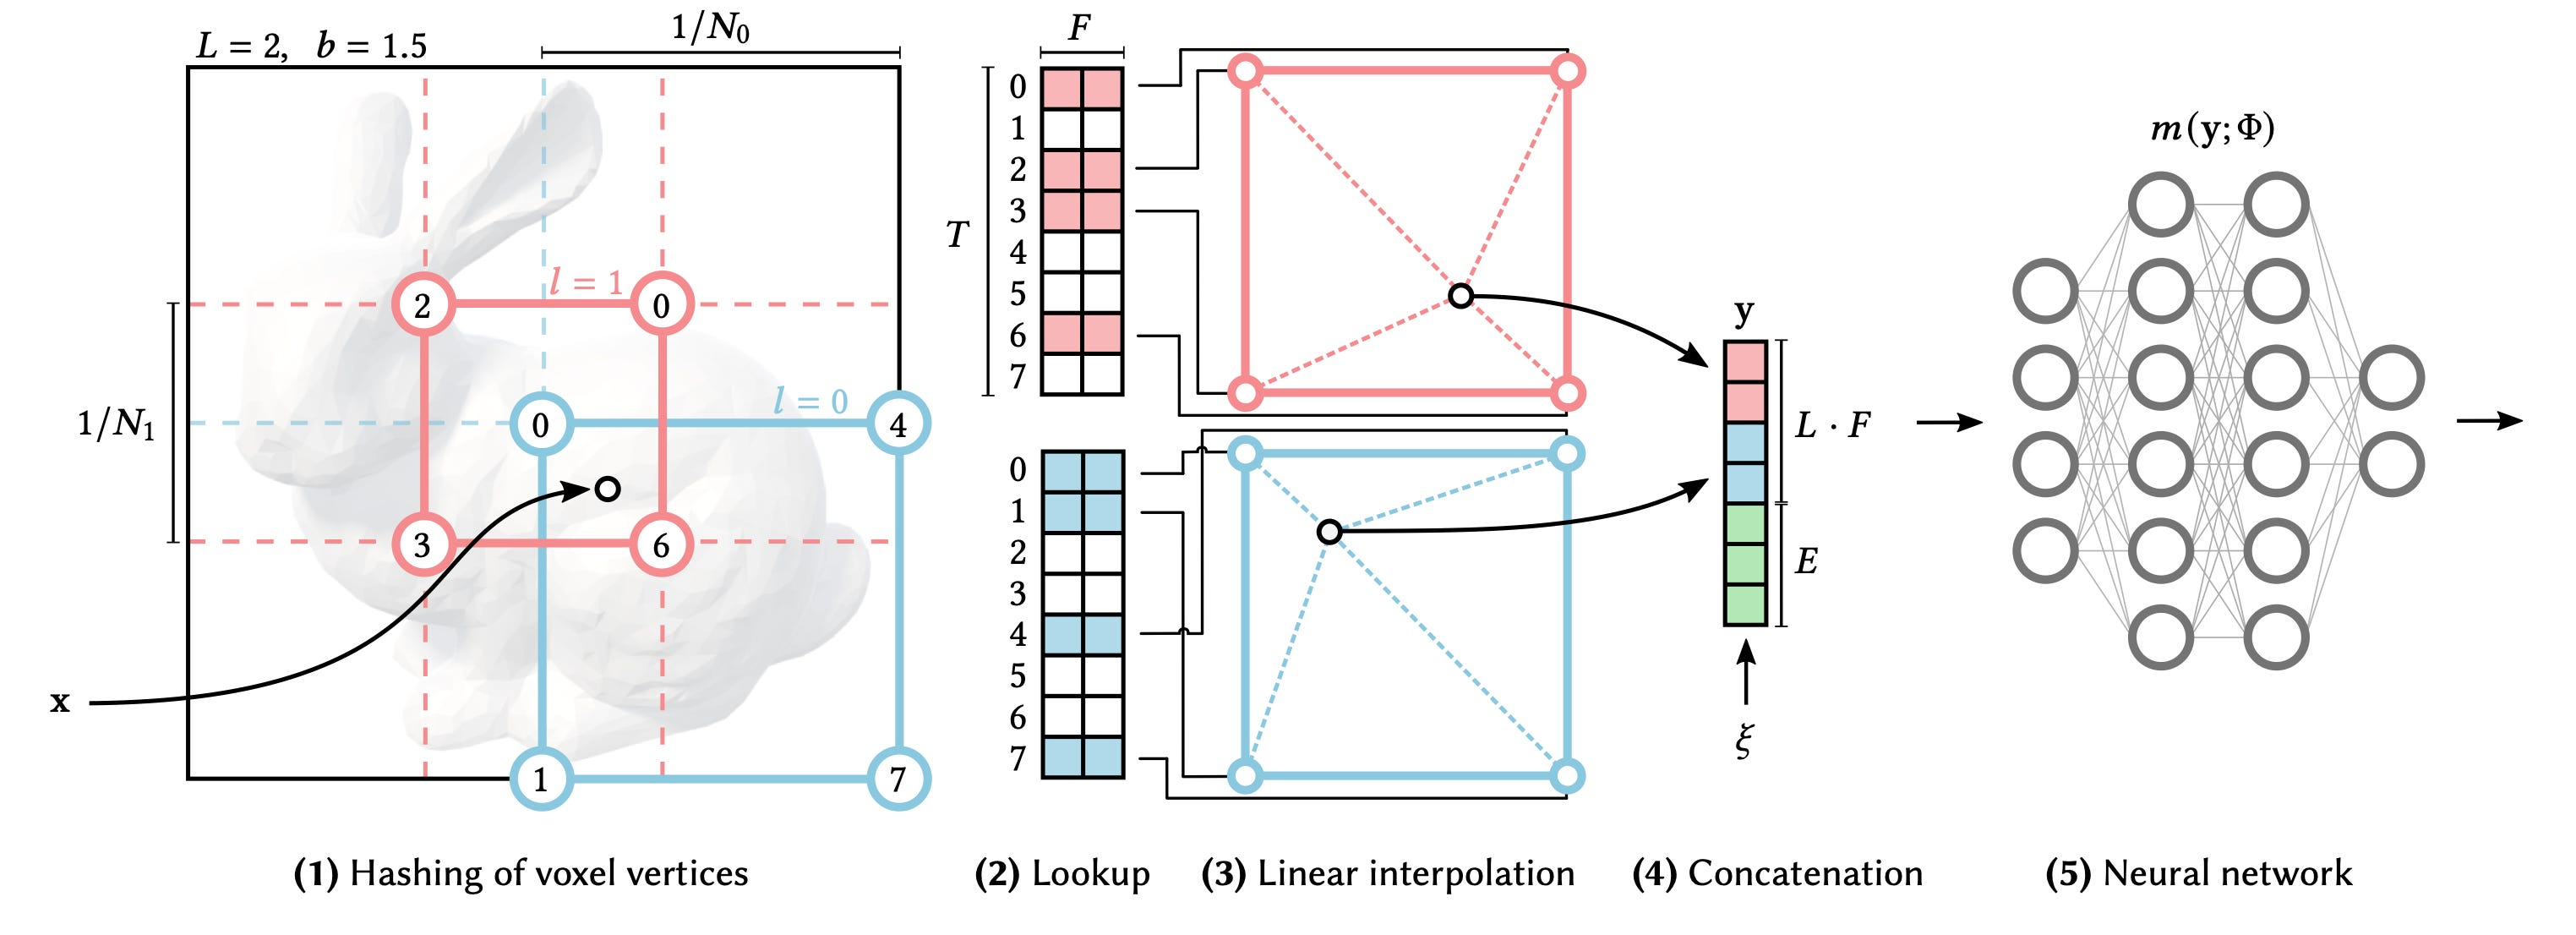 L = 2, b = 1.5
1/N₀
1/N₁
l = 1
l = 0
2
0
3
6
0
4
1
7
x
F
T
0
1
2
3
4
5
6
7
0
1
2
3
4
5
6
7
y
L · F
E
ξ
m(y; Φ)
(1) Hashing of voxel vertices
(2) Lookup
(3) Linear interpolation
(4) Concatenation
(5) Neural network